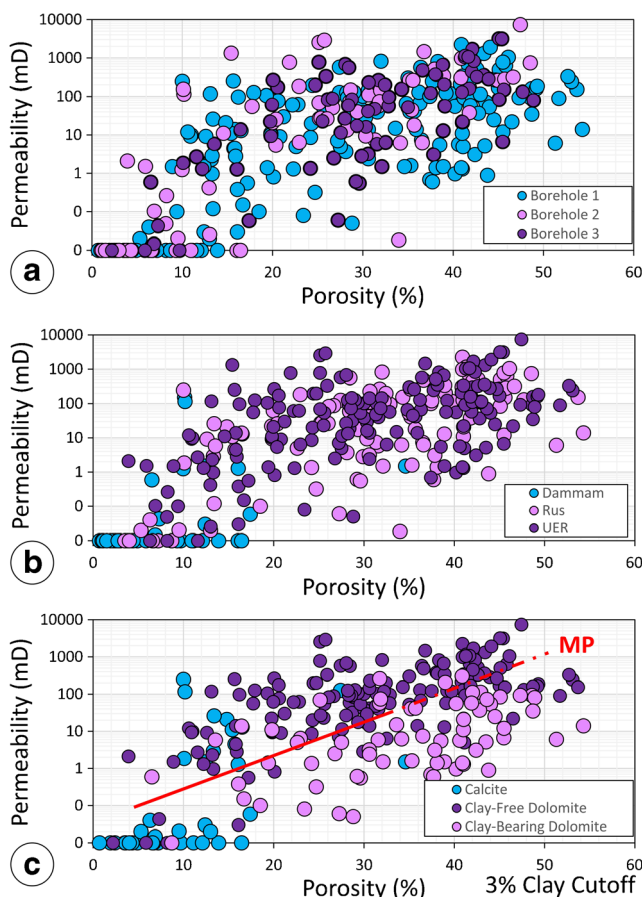 a
Permeability (mD)
10000
1000
100
10
1
0
0
0 10 20 30 40 50 60
Porosity (%)
Borehole 1
Borehole 2
Borehole 3
b
Permeability (mD)
10000
1000
100
10
1
0
0
0 10 20 30 40 50 60
Porosity (%)
Dammam
Rus
UER
c
Permeability (mD)
10000
1000
100
10
1
0
0
0 10 20 30 40 50 60
MP
Calcite
Clay-Free Dolomite
Clay-Bearing Dolomite
Porosity (%) 3% Clay Cutoff